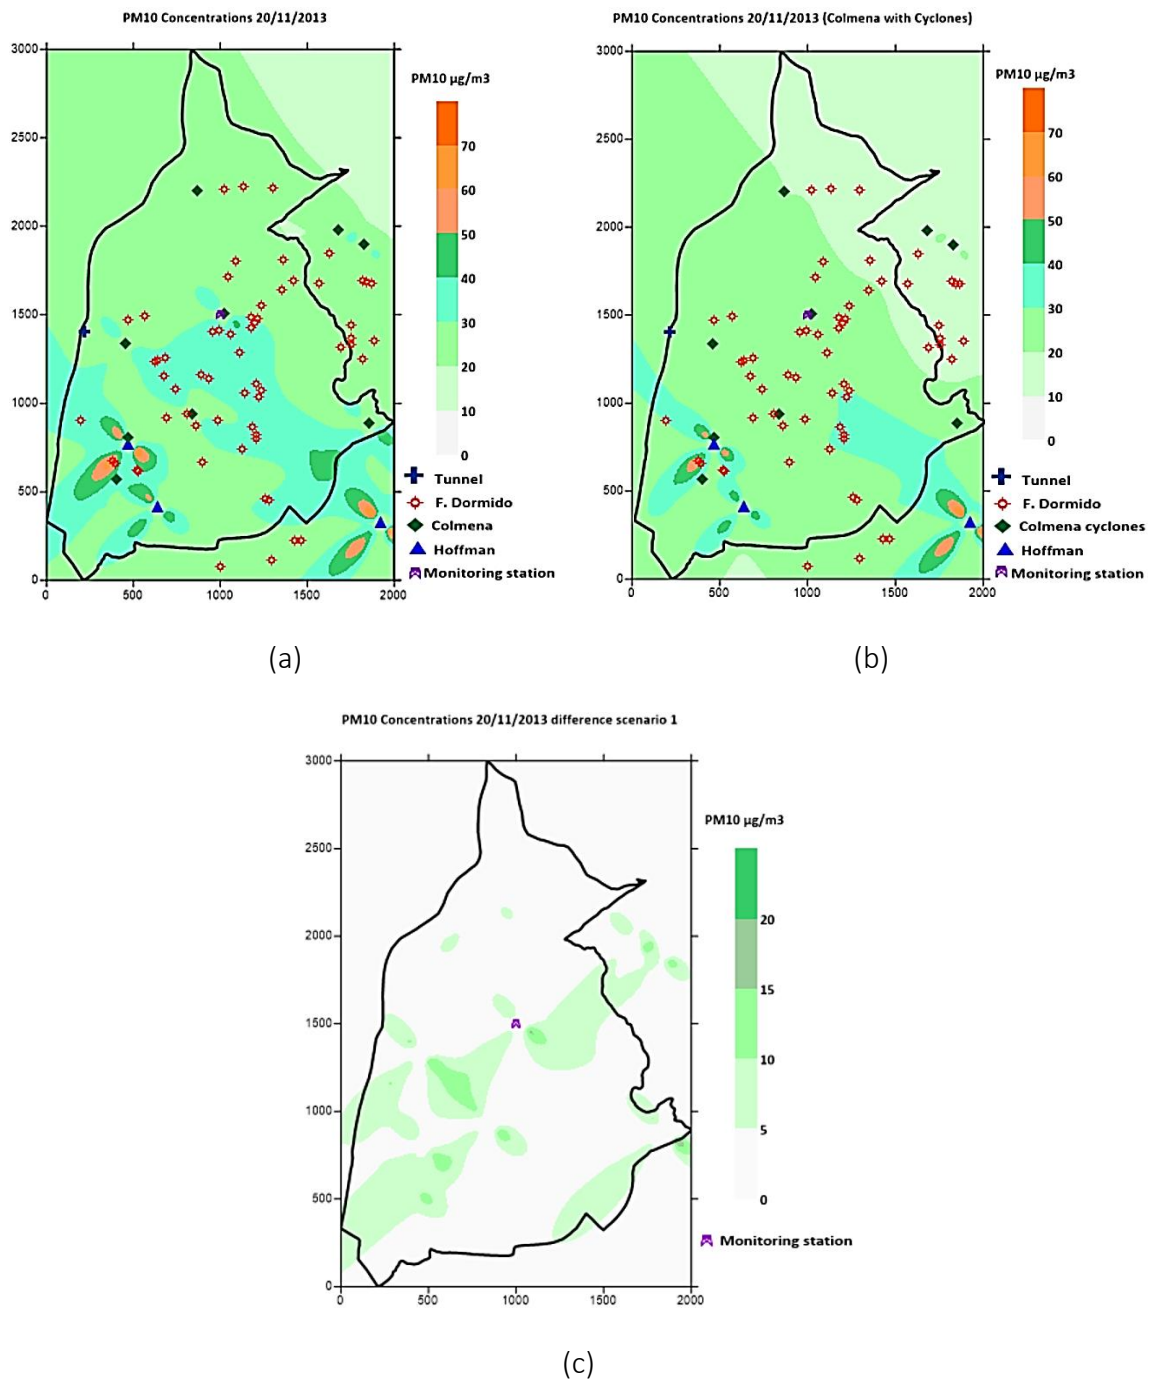 PM10 Concentrations 20/11/2013
PM10 µg/m3
70
60
50
40
30
20
10
0
3000
2500
2000
1500
1000
500
0
0 500 1000 1500 2000
Tunnel
F. Dormido
Colmena
Hoffman
Monitoring station
(a)
PM10 Concentrations 20/11/2013 (Colmena with Cyclones)
PM10 µg/m3
70
60
50
40
30
20
10
0
3000
2500
2000
1500
1000
500
0
0 500 1000 1500 2000
Tunnel
F. Dormido
Colmena cyclones
Hoffman
Monitoring station
(b)
PM10 Concentrations 20/11/2013 difference scenario 1
PM10 µg/m3
20
15
10
5
0
3000
2500
2000
1500
1000
500
0
0 500 1000 1500 2000
Monitoring station
(c)